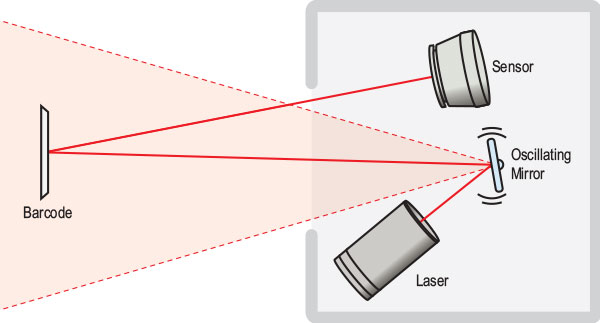 Sensor
Oscillating
Mirror
Barcode
Laser